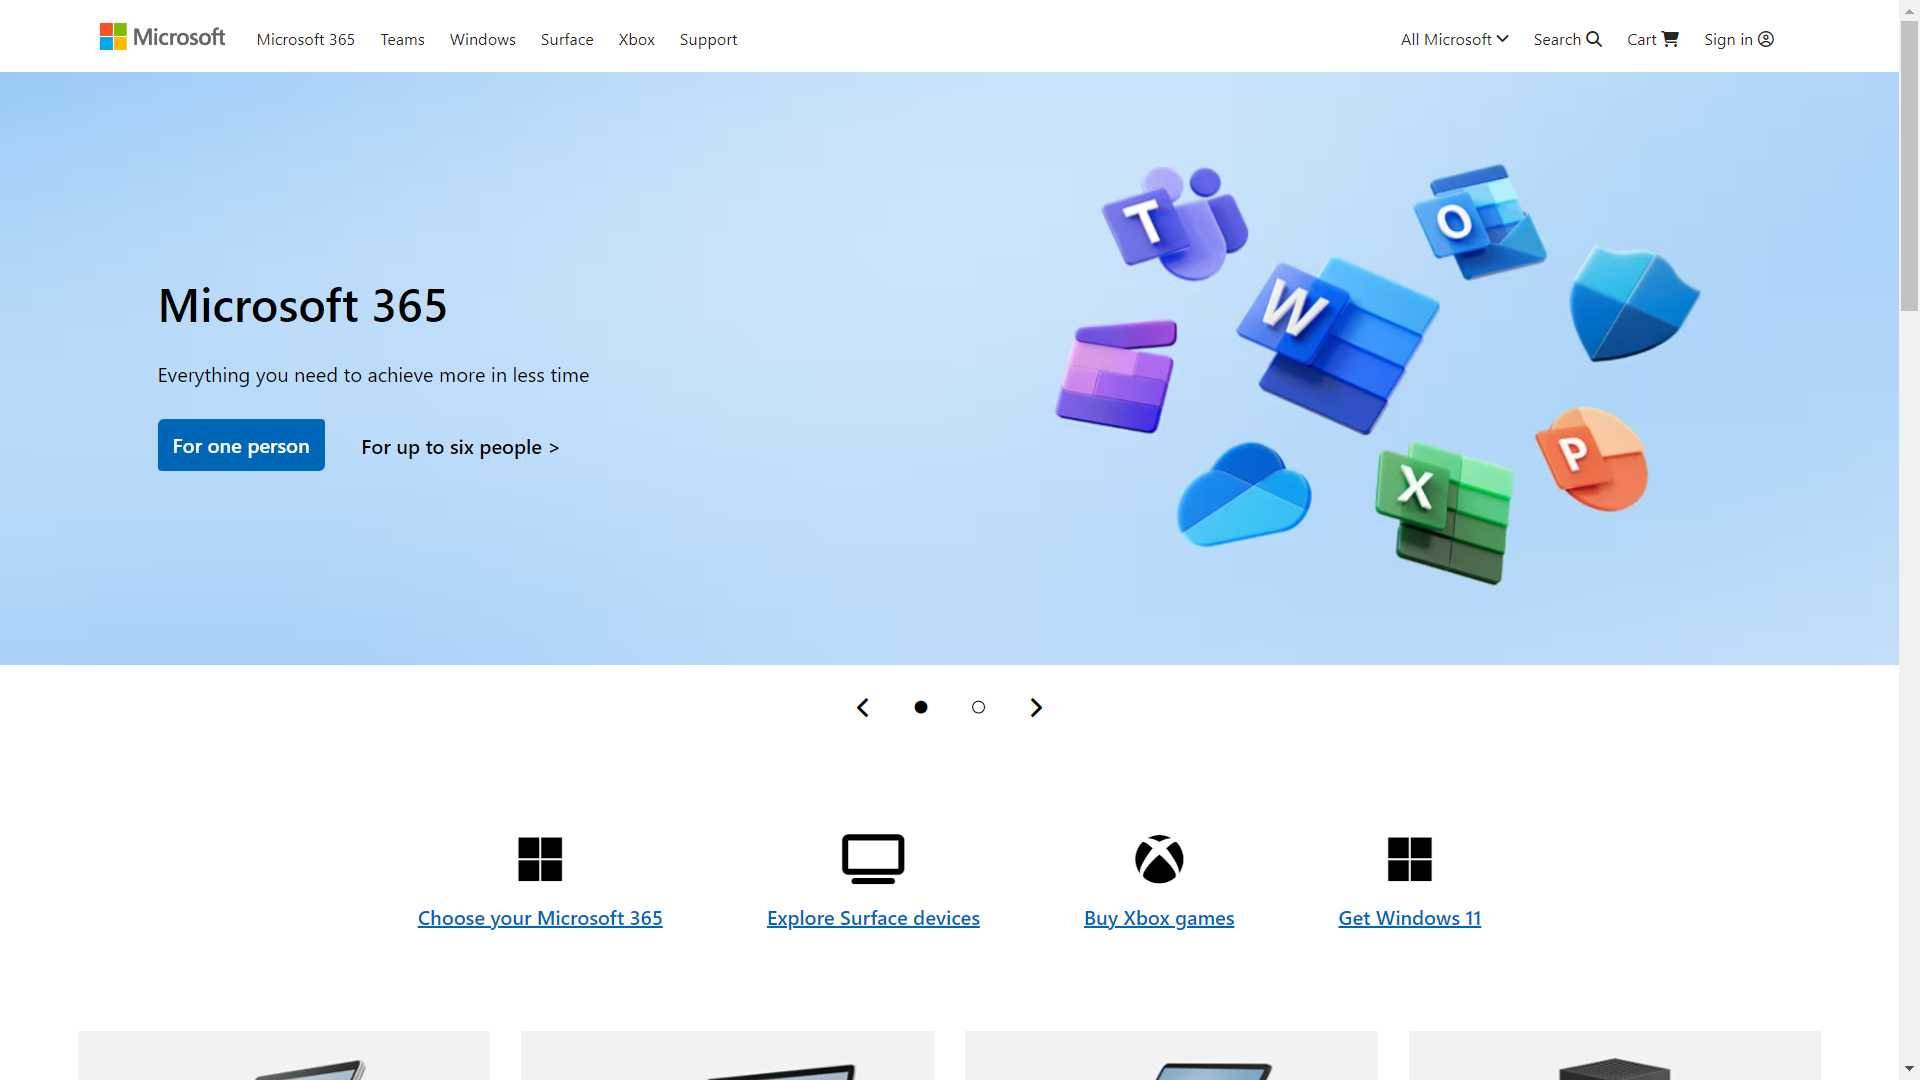 Microsoft Microsoft 365 Teams Windows Surface Xbox Support All Microsoft Search Cart Sign in
T
O
W
Microsoft 365
Everything you need to achieve more in less time
For one person For up to six people >
P
X
Choose your Microsoft 365 Explore Surface devices Buy Xbox games Get Windows 11